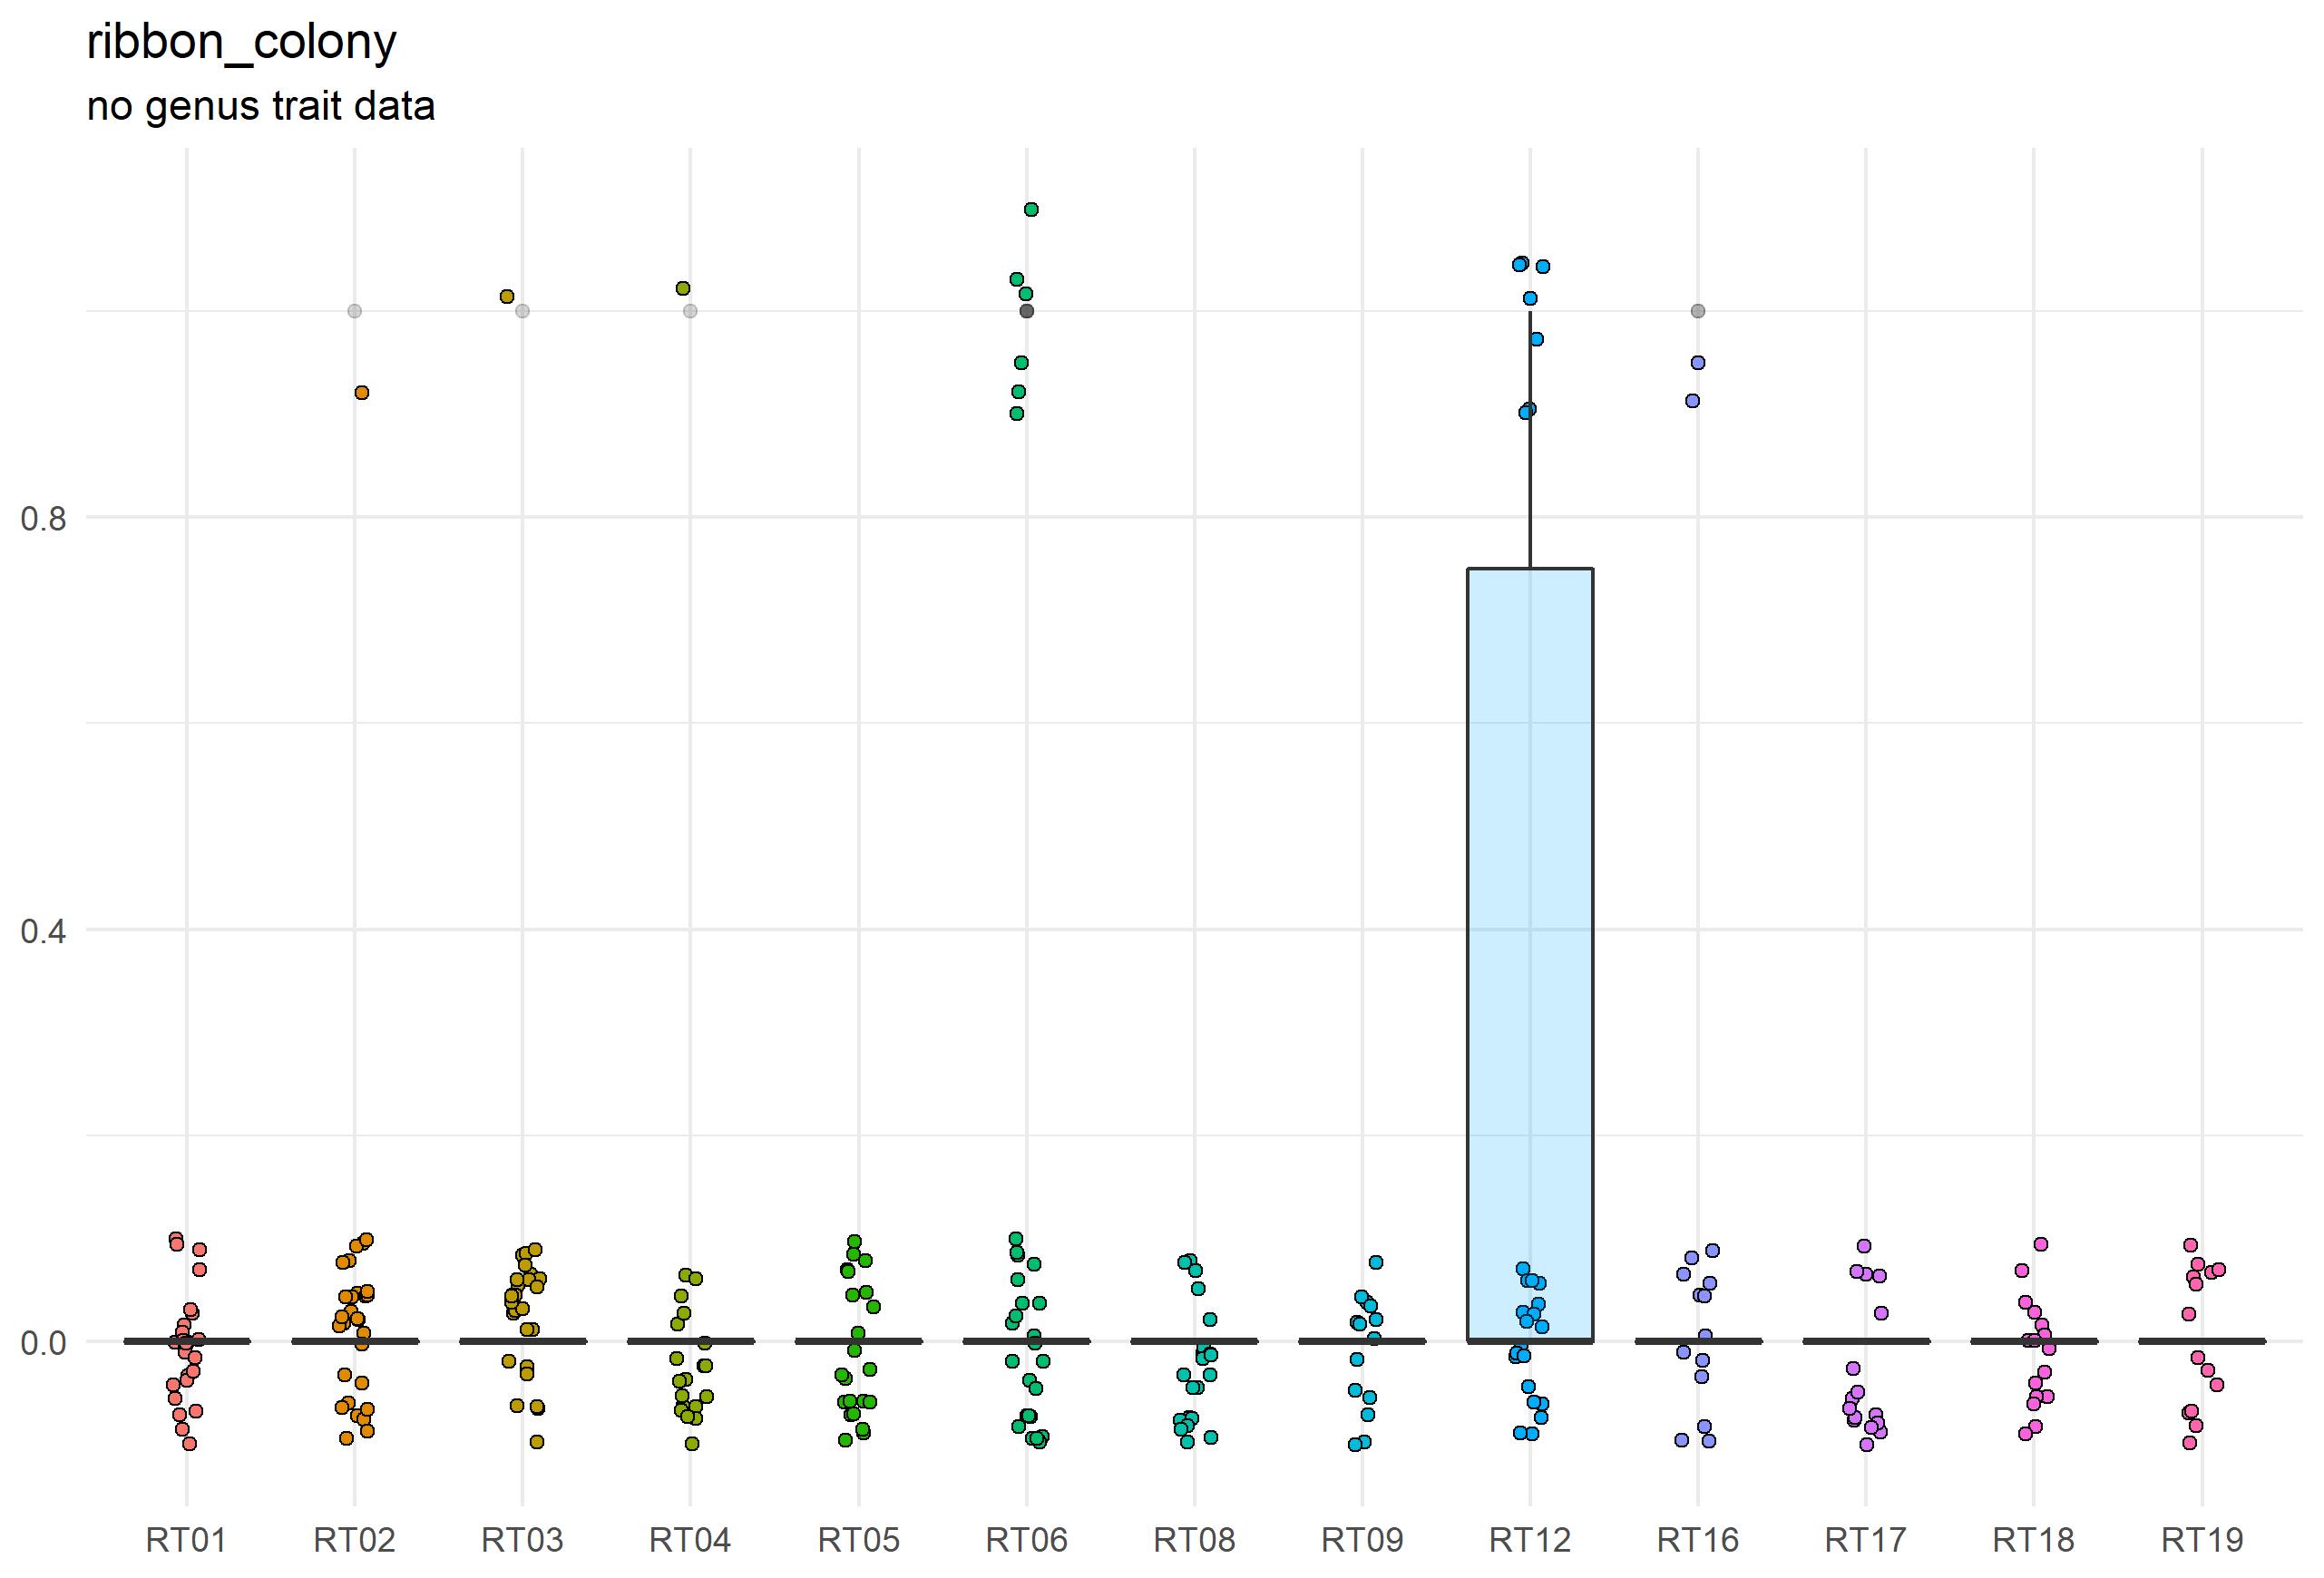 ribbon_colony
no genus trait data
0.8
0.4
0.0
RT01 RT02 RT03 RT04 RT05 RT06 RT08 RT09 RT12 RT16 RT17 RT18 RT19